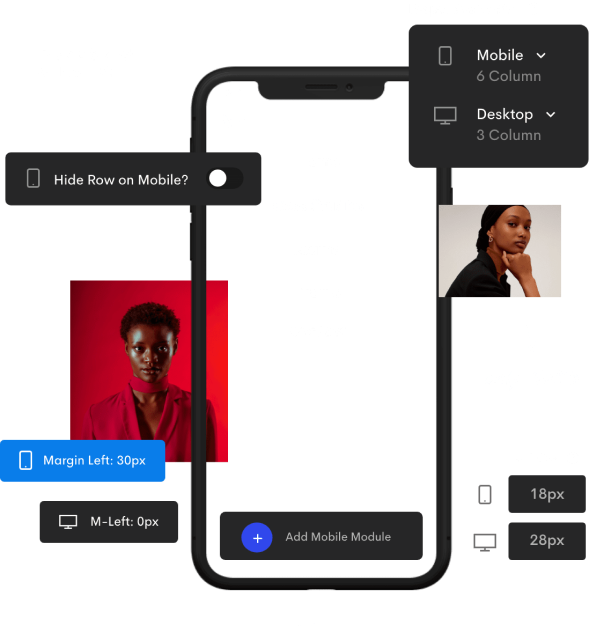 Mobile
6 Column
Desktop
3 Column
Hide Row on Mobile?
Margin Left: 30px
M-Left: 0px
+ Add Mobile Module
18px
28px